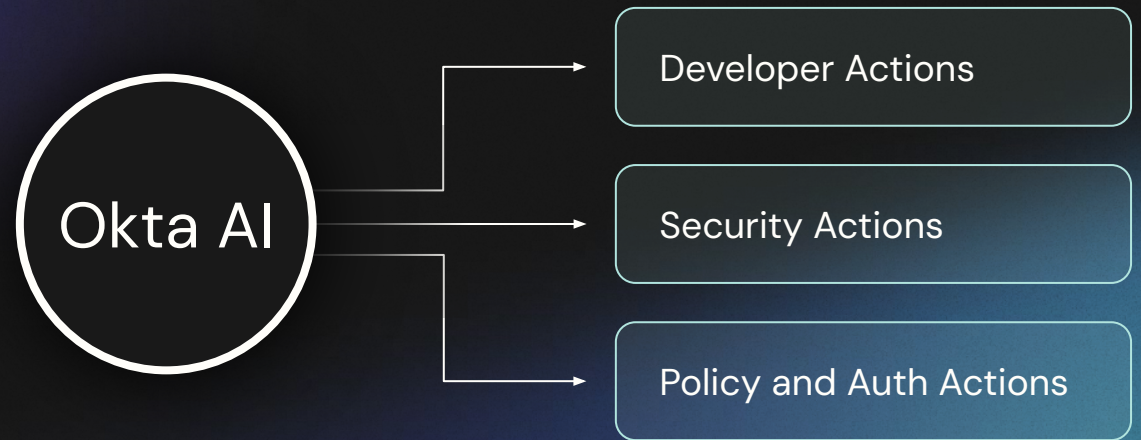 Okta AI
Developer Actions
Security Actions
Policy and Auth Actions